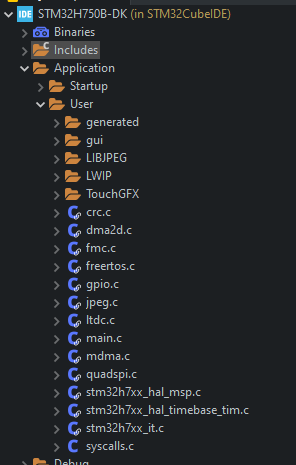 IDE STM32H750B-DK (in STM32CubeIDE)
Binaries
Includes
Application
Startup
User
generated
gui
LIBJPEG
LWIP
TouchGFX
crc.c
dma2d.c
fmc.c
freertos.c
gpio.c
jpeg.c
ltdc.c
main.c
mdma.c
quadspi.c
stm32h7xx_hal_msp.c
stm32h7xx_hal_timebase_tim.c
stm32h7xx_it.c
syscalls.c
Debug